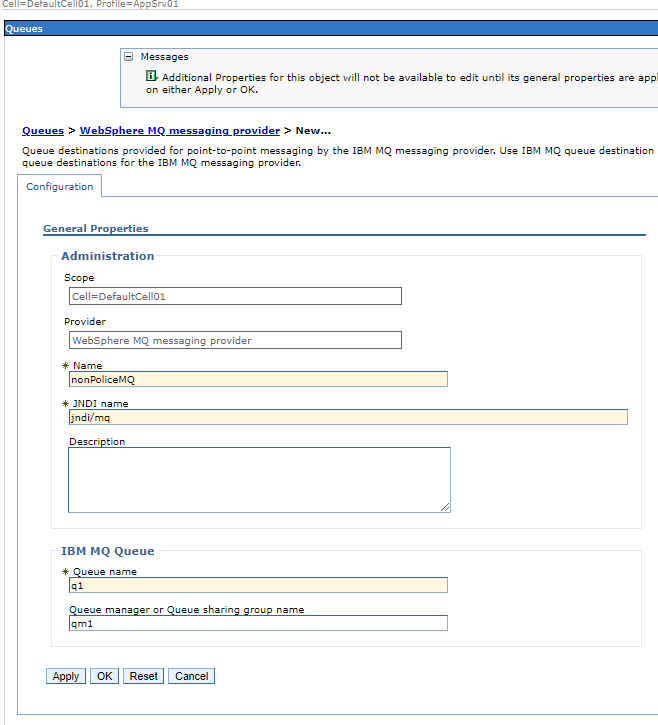 Cell=DefaultCell01, Profile=AppSrv01
Queues
Messages
Additional Properties for this object will not be available to edit until its general properties are appl
on either Apply or OK.
Queues > WebSphere MQ messaging provider > New...
Queue destinations provided for point-to-point messaging by the IBM MQ messaging provider. Use IBM MQ queue destination
queue destinations for the IBM MQ messaging provider.
Configuration
General Properties
Administration
Scope
Cell=DefaultCell01
Provider
WebSphere MQ messaging provider
* Name
nonPoliceMQ
* JNDI name
jndi/mq
Description
IBM MQ Queue
* Queue name
q1
Queue manager or Queue sharing group name
qm1
Apply OK Reset Cancel